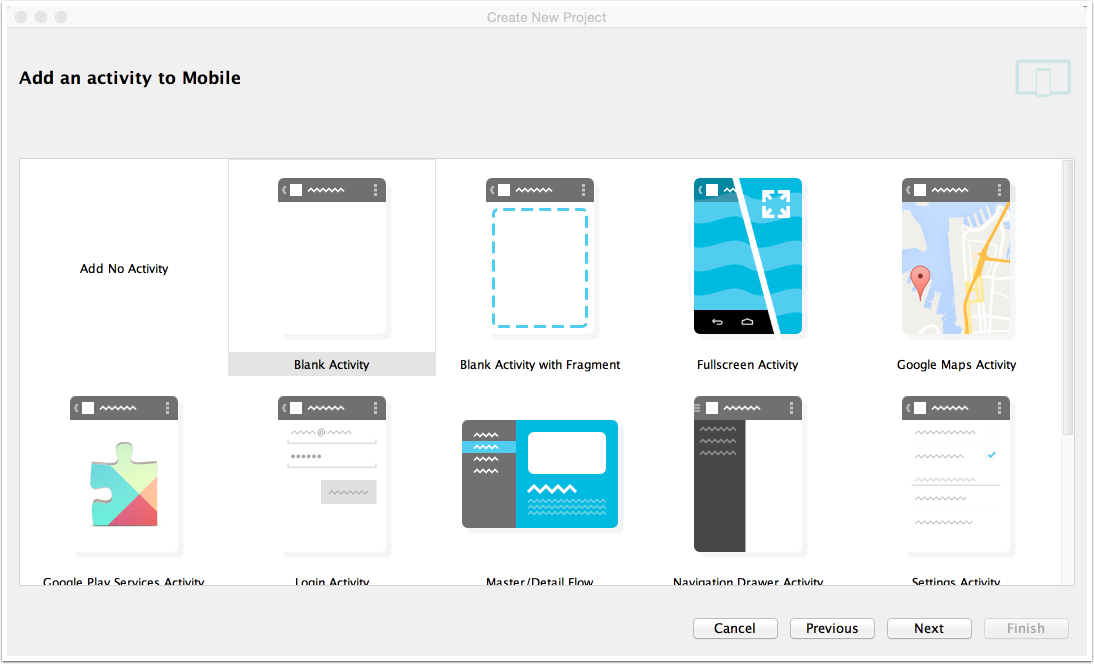 Create New Project
Add an activity to Mobile
Add No Activity
Blank Activity
Blank Activity with Fragment
Fullscreen Activity
Google Maps Activity
Google Play Services Activity
Login Activity
Master/Detail Flow
Navigation Drawer Activity
Settings Activity
Cancel
Previous
Next
Finish